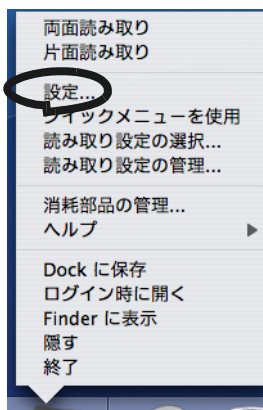 両面読み取り
片面読み取り
設定...
クイックメニューを使用
読み取り設定の選択...
読み取り設定の管理...
消耗部品の管理...
ヘルプ
Dock に保存
ログイン時に開く
Finder に表示
隠す
終了